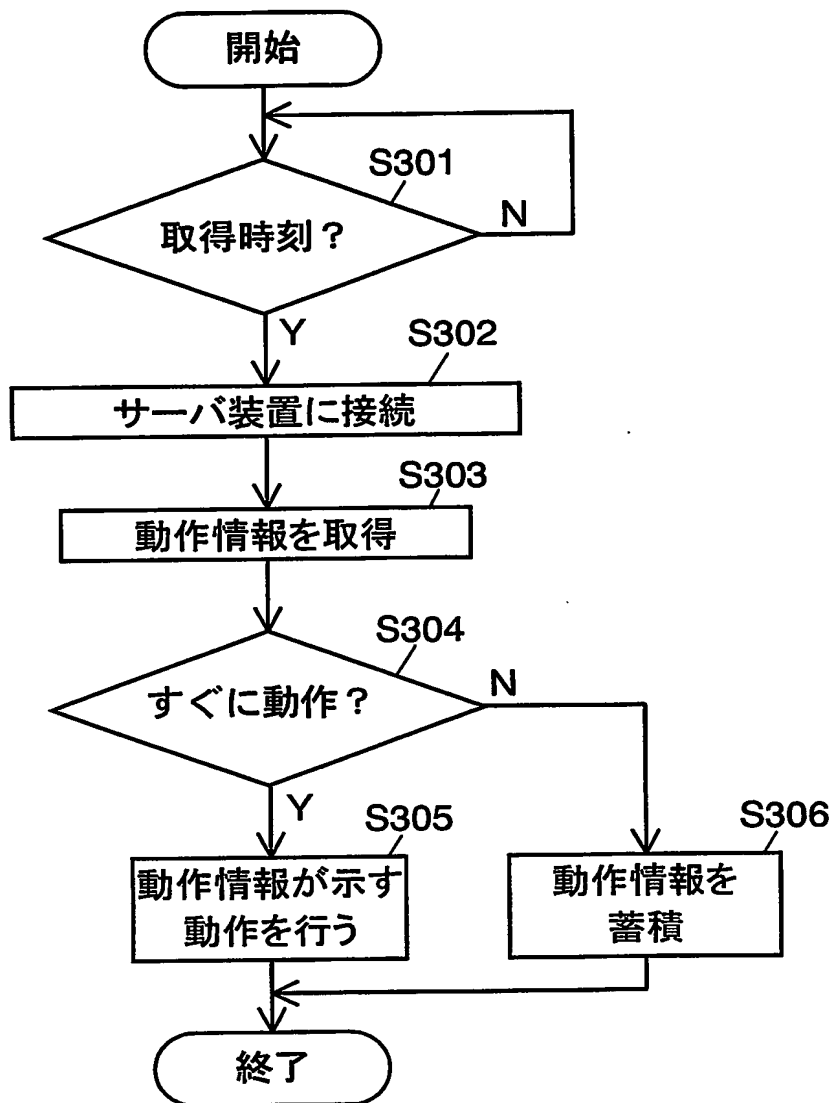 開始
S301
取得時刻?
N
Y
S302
サーバ装置に接続
S303
動作情報を取得
S304
すぐに動作?
N
Y
S305
動作情報が示す
動作を行う
S306
動作情報を
蓄積
終了